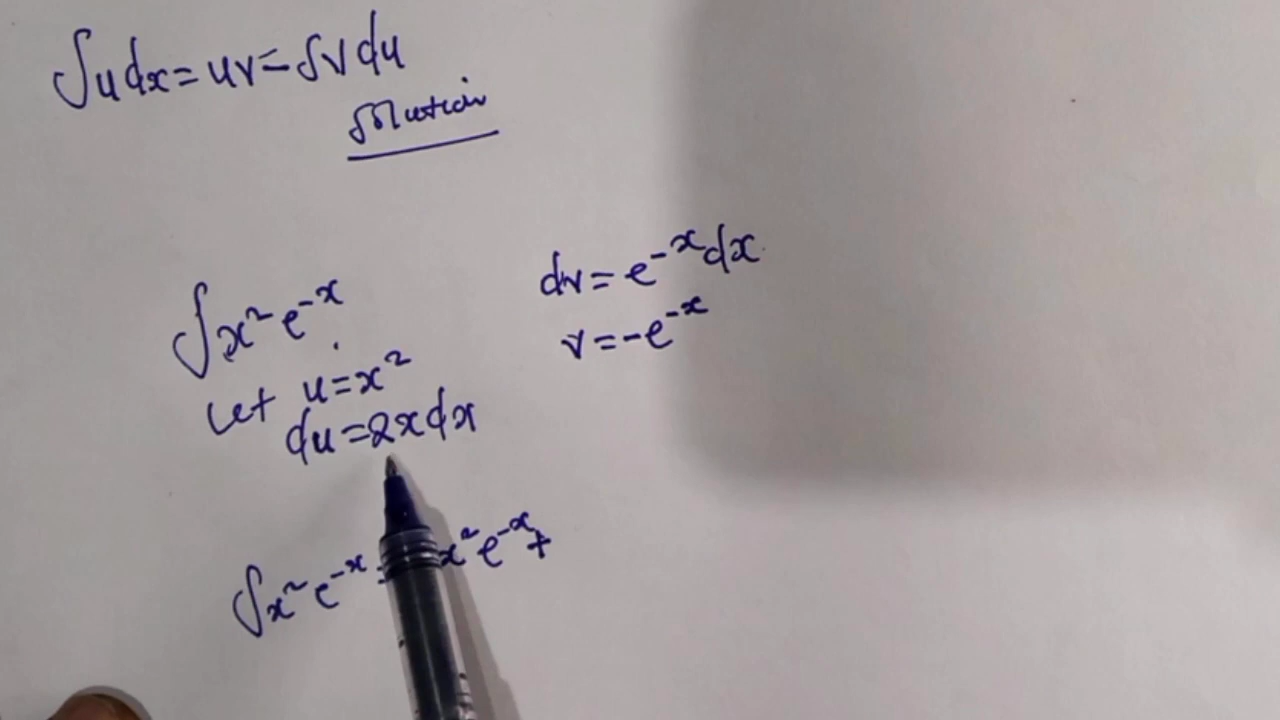 ∫u dx = uv = ∫v du
Solution
∫x² e⁻ˣ
Let u = x²
du = 2x dx
dv = e⁻ˣ dx
v = -e⁻ˣ
∫x² e⁻ˣ = x² e⁻ˣ +